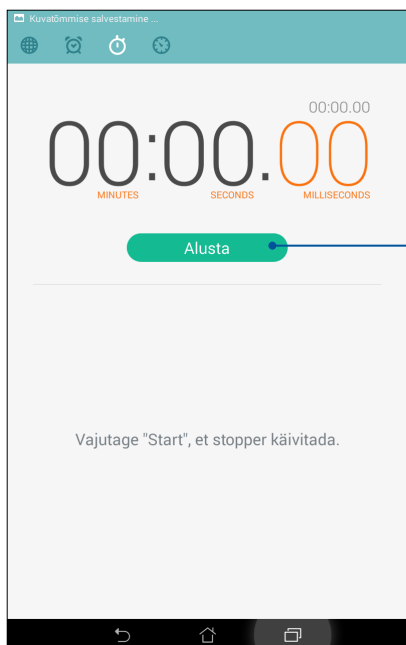 Kuvatõmmise salvestamine ...
00:00.00
00:00.00
MINUTES SECONDS MILLISECONDS
Alusta
Vajutage "Start", et stopper käivitada.